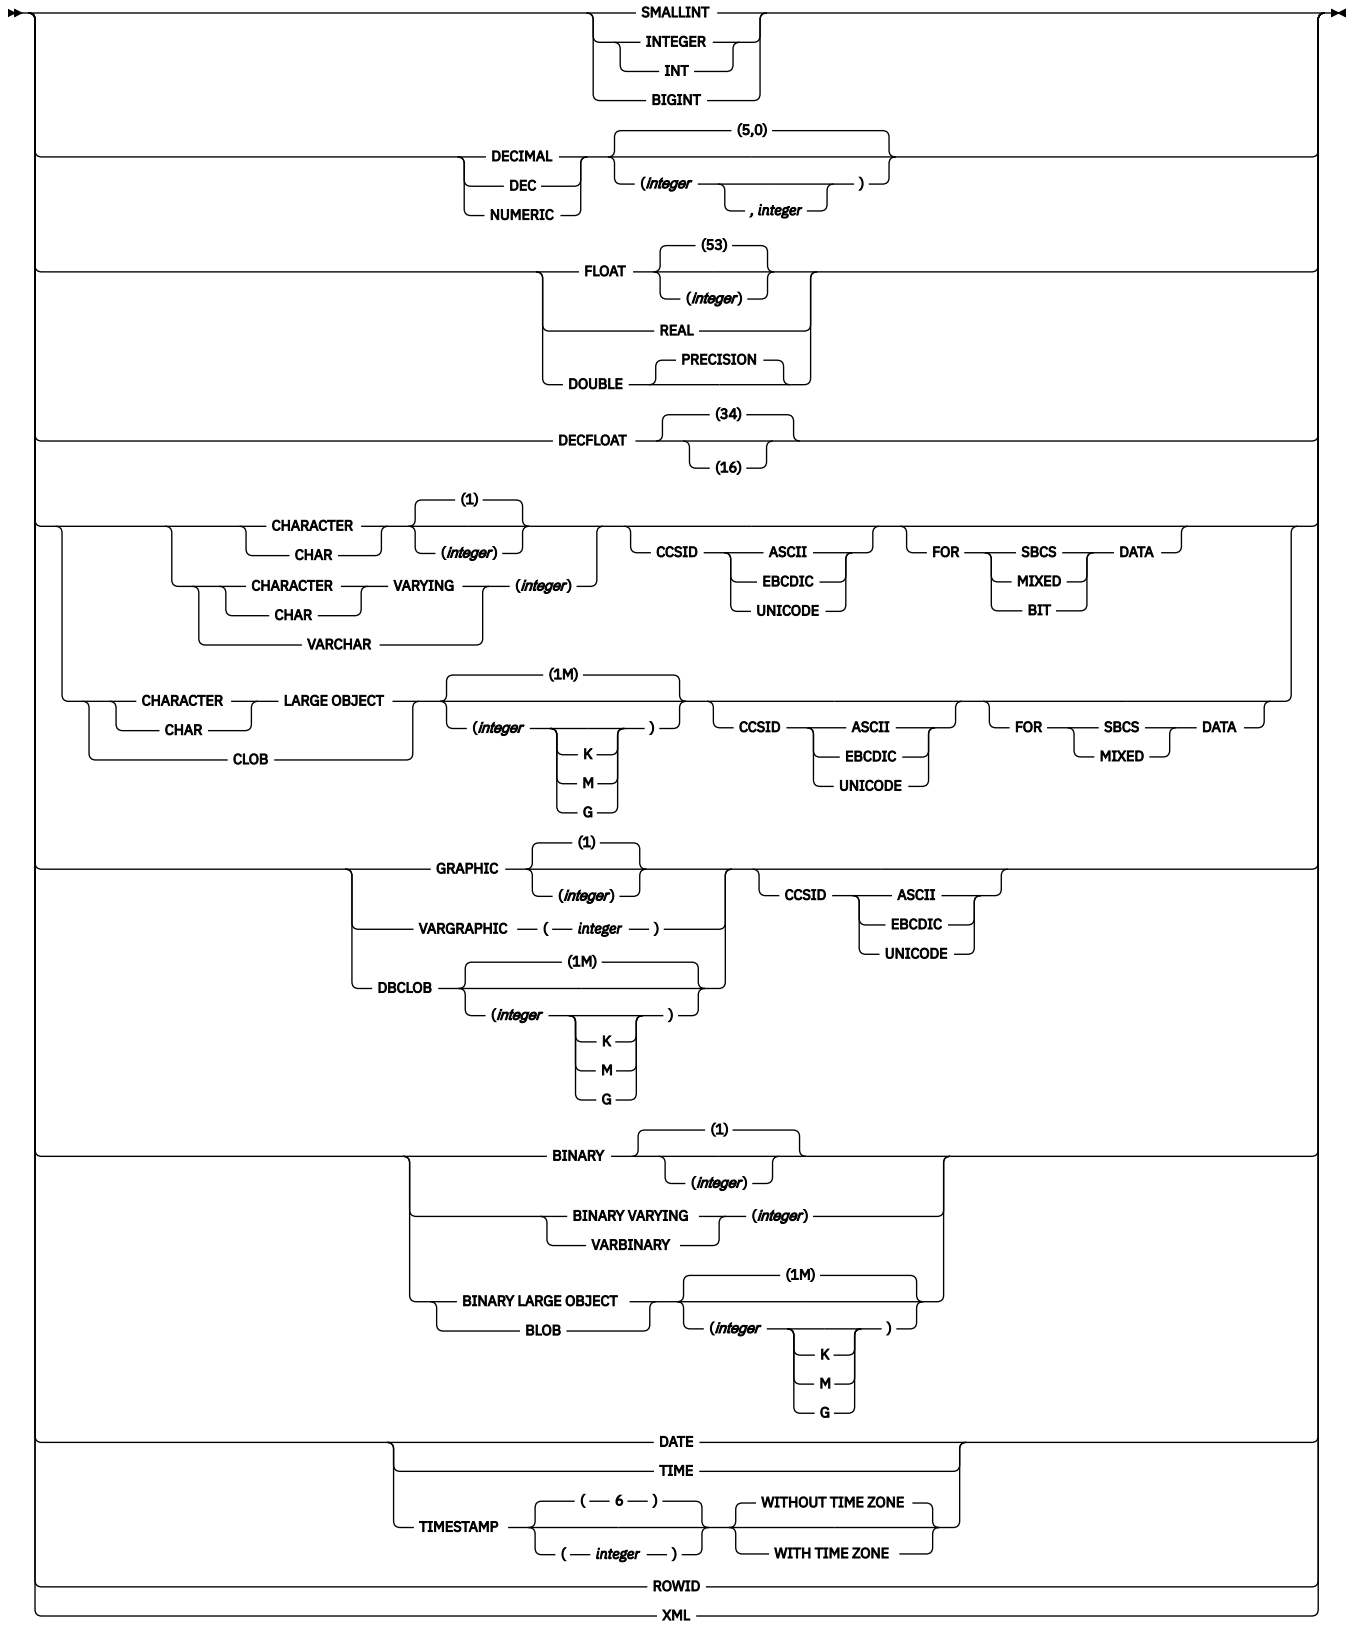 SMALLINT
INTEGER
INT
BIGINT
(5,0)
DECIMAL
DEC (integer )
NUMERIC , integer
(53)
FLOAT
(integer)
REAL
PRECISION
DOUBLE
(34)
DECFLOAT
(16)
(1)
CHARACTER
CHAR (integer) CCSID ASCII FOR SBCS DATA
CHARACTER VARYING (integer) EBCDIC MIXED
CHAR UNICODE BIT
VARCHAR
(1M)
CHARACTER LARGE OBJECT
CHAR (integer ) CCSID ASCII FOR SBCS DATA
CLOB K EBCDIC MIXED
M UNICODE
G
(1)
GRAPHIC
(integer) CCSID ASCII
VARGRAPHIC ( integer ) EBCDIC
UNICODE
(1M)
DBCLOB
(integer )
K
M
G
(1)
BINARY
(integer)
BINARY VARYING (integer)
VARBINARY
(1M)
BINARY LARGE OBJECT
BLOB (integer )
K
M
G
DATE
TIME
( 6 ) WITHOUT TIME ZONE
TIMESTAMP
( integer ) WITH TIME ZONE
ROWID
XML